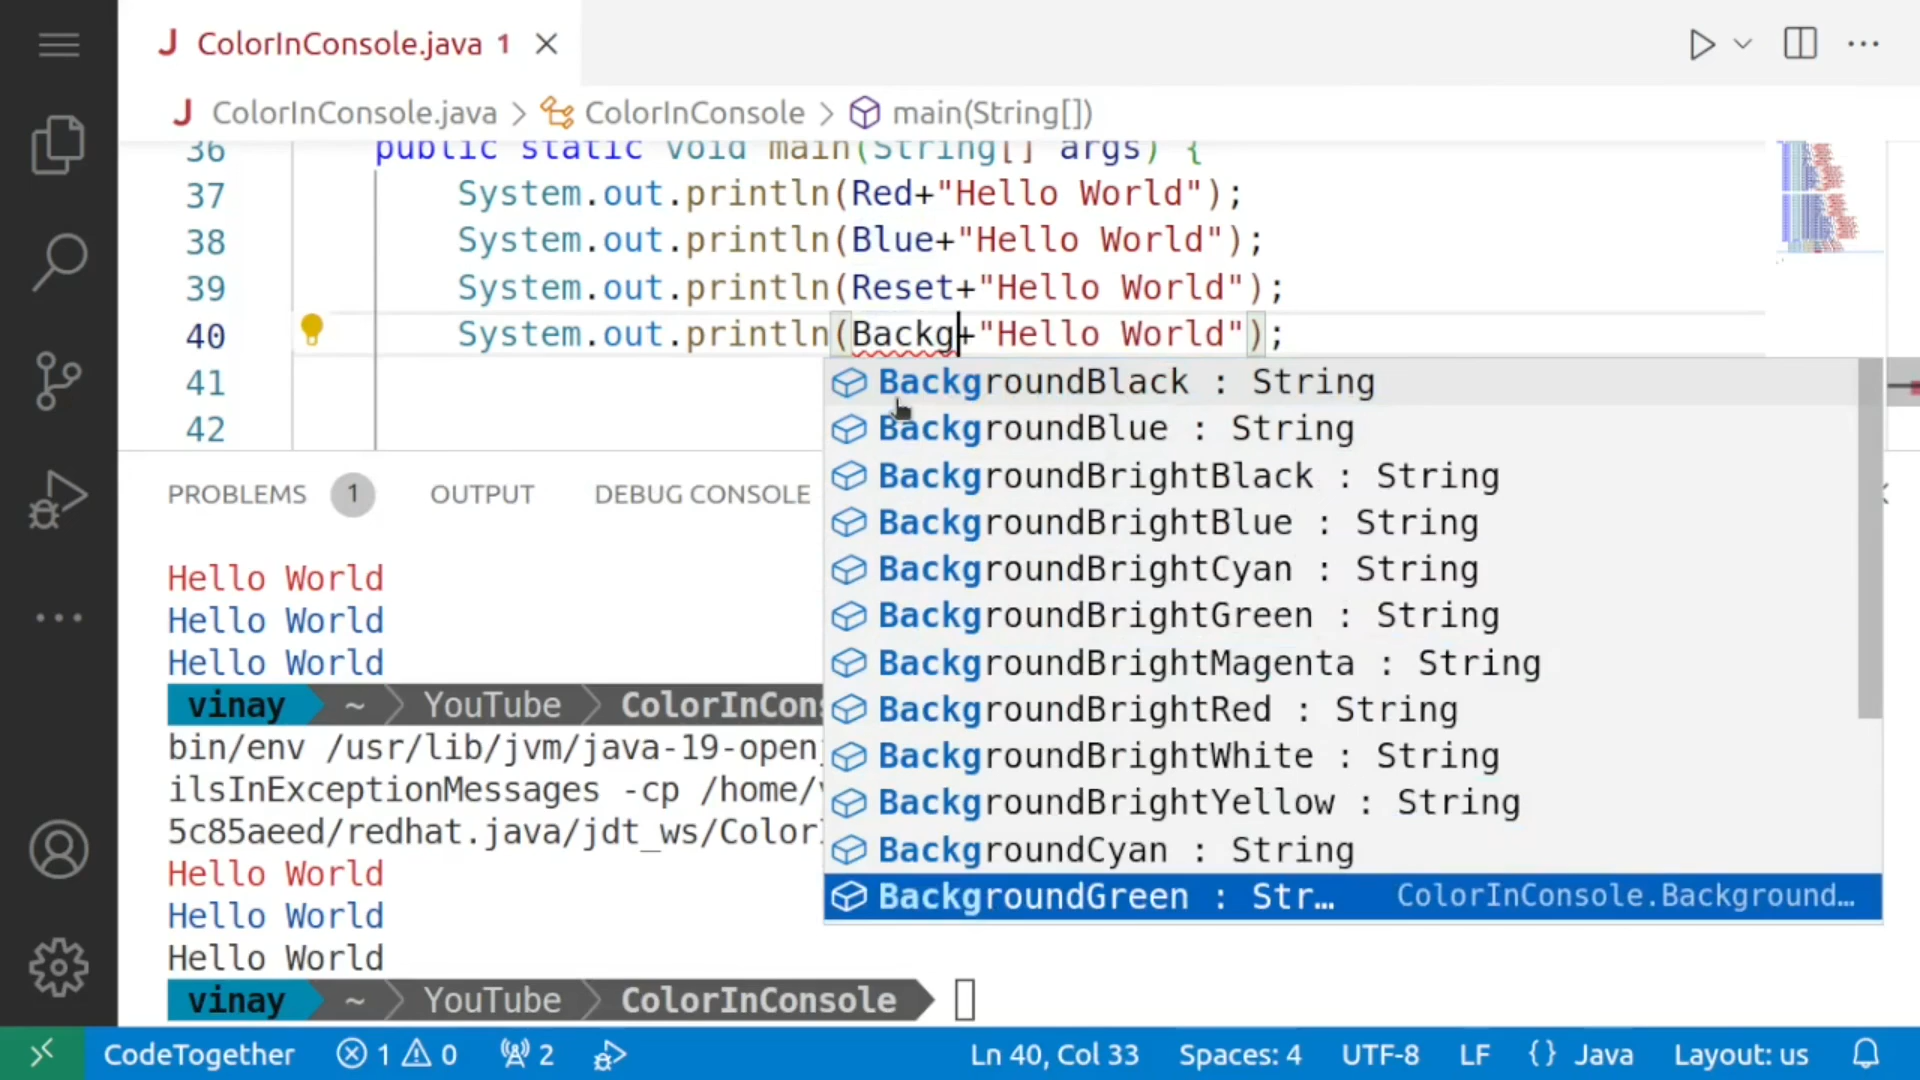 J ColorInConsole.java 1
J ColorInConsole.java > ColorInConsole > main(String[])
36 public static void main(String[] args) {
37 System.out.println(Red+"Hello World");
38 System.out.println(Blue+"Hello World");
39 System.out.println(Reset+"Hello World");
40 System.out.println(Backg+"Hello World");
41
42
BackgroundBlack : String
BackgroundBlue : String
BackgroundBrightBlack : String
BackgroundBrightBlue : String
BackgroundBrightCyan : String
BackgroundBrightGreen : String
BackgroundBrightMagenta : String
BackgroundBrightRed : String
BackgroundBrightWhite : String
BackgroundBrightYellow : String
BackgroundCyan : String
BackgroundGreen : Str… ColorInConsole.Background…
PROBLEMS 1 OUTPUT DEBUG CONSOLE
Hello World
Hello World
Hello World
vinay ~ YouTube ColorInCons
bin/env /usr/lib/jvm/java-19-open
ilsInExceptionMessages -cp /home/
5c85aeed/redhat.java/jdt_ws/Color
Hello World
Hello World
Hello World
vinay ~ YouTube ColorInConsole
CodeTogether 1 0 2 Ln 40, Col 33 Spaces: 4 UTF-8 LF {} Java Layout: us